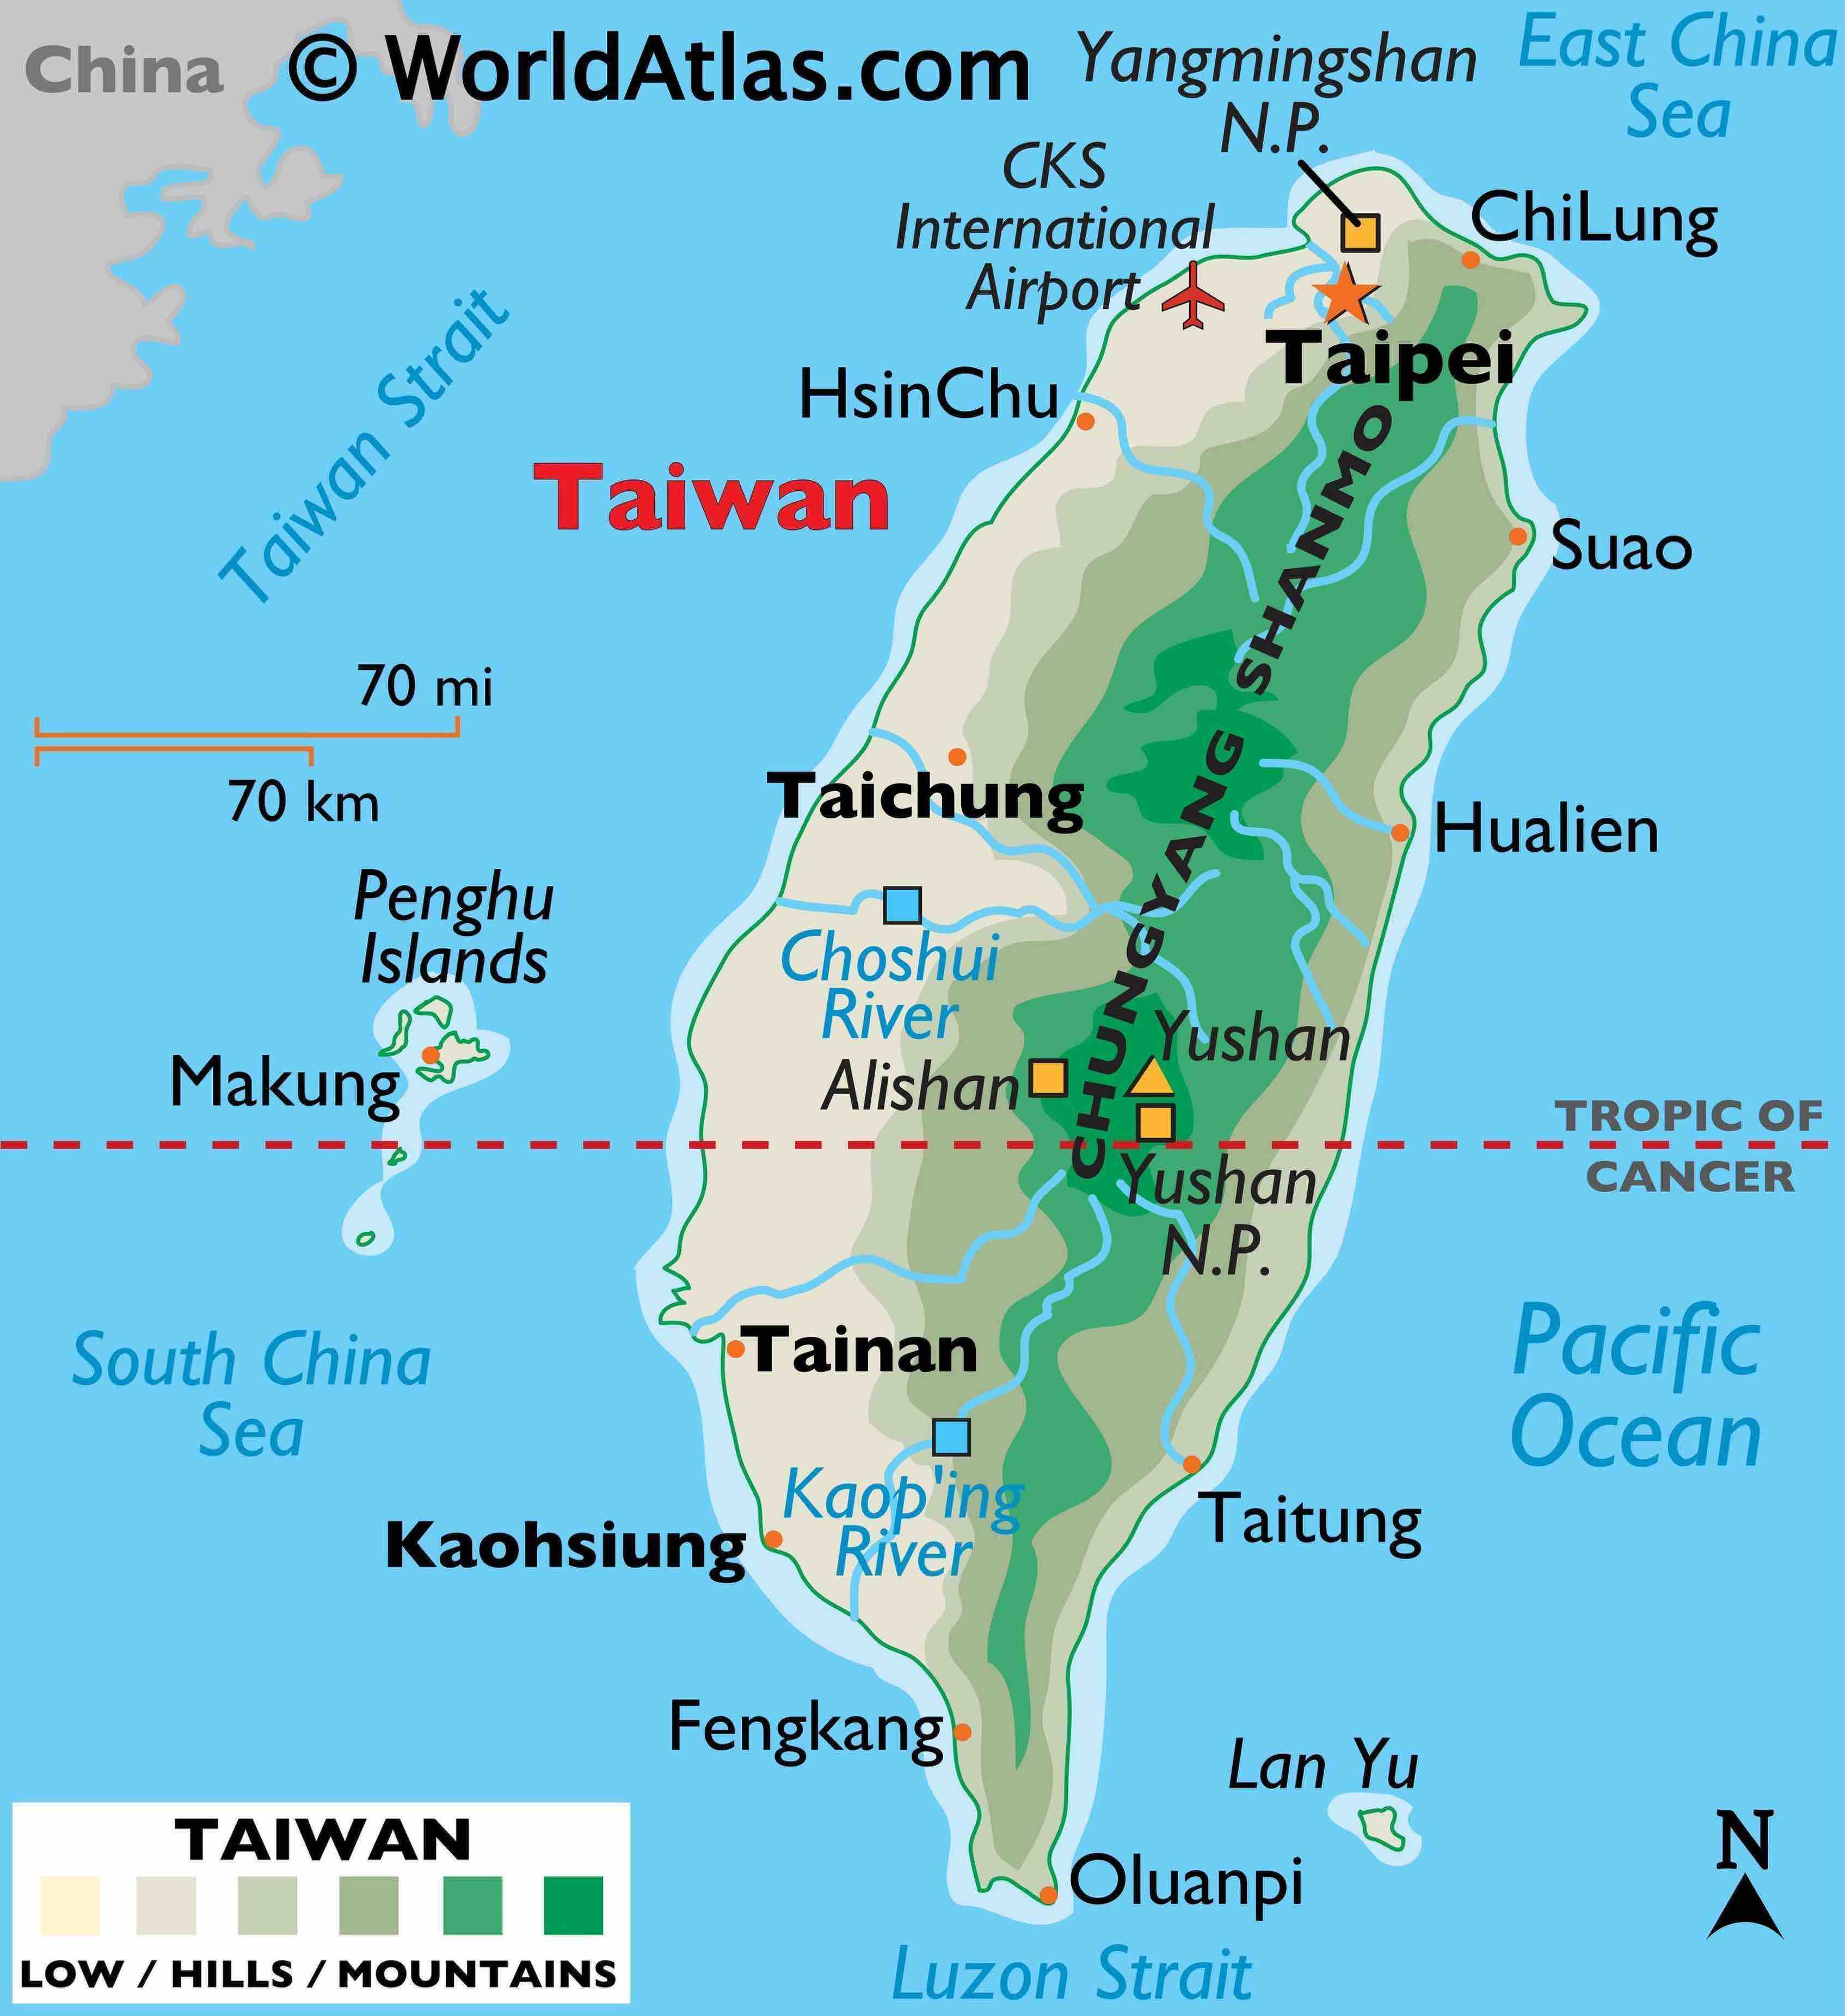 China
© WorldAtlas.com
Yangmingshan
N.P.
East China
Sea
CKS
International
Airport
ChiLung
Taipei
Taiwan Strait
HsinChu
Taiwan
Suao
70 mi
70 km
Taichung
CHUNGYANG SHANMO
Hualien
Penghu
Islands
Makung
Choshui
River
Alishan
Yushan
TROPIC OF
CANCER
Yushan
N.P.
South China
Sea
Tainan
Pacific
Ocean
Kaop'ing
River
Kaohsiung
Taitung
Fengkang
Lan Yu
Oluanpi
Luzon Strait
N
TAIWAN
LOW / HILLS / MOUNTAINS